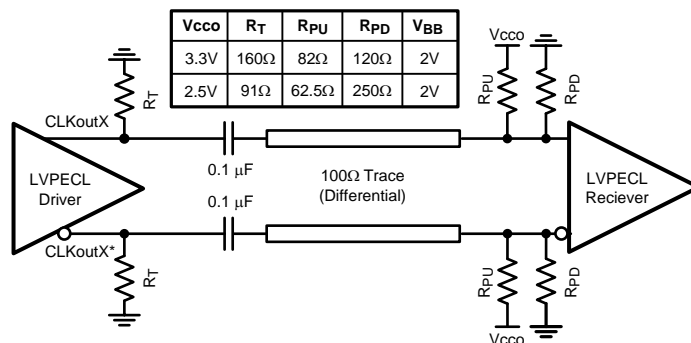 Vcco RT RPU RPD VBB
3.3V 160Ω 82Ω 120Ω 2V
2.5V 91Ω 62.5Ω 250Ω 2V
Vcco
RT
RPU
RPD
CLKoutX
0.1 μF
LVPECL
Driver
100Ω Trace
(Differential)
LVPECL
Reciever
0.1 μF
CLKoutX*
RT
RPU
RPD
Vcco